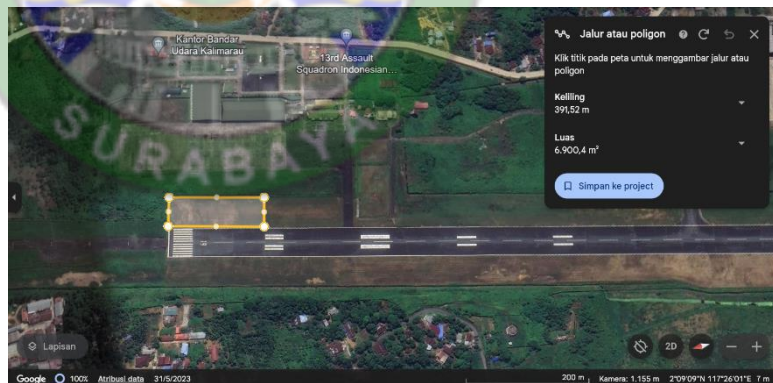 Kantor Bandar
Udara Kalimarau
13rd Assault
Squadron Indonesian...
Jalur atau poligon
Klik titik pada peta untuk menggambar jalur atau
poligon
Keliling
391,52 m
Luas
6.900,4 m²
Simpan ke project
SURABAYA
Lapisan
2D
Google 100% Atribusi data 31/5/2023 200 m Kamera: 1.155 m 2°09'09"N 117°26'01"E 7 m